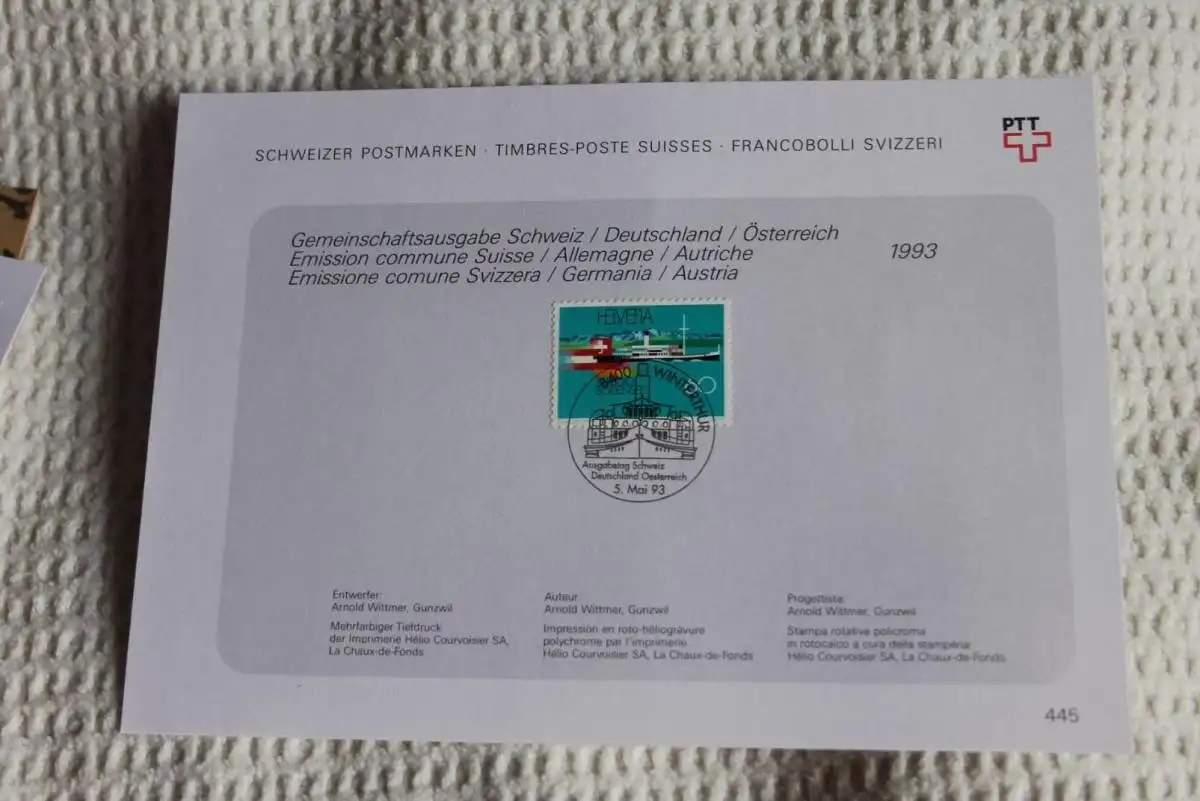 PTT
SCHWEIZER POSTMARKEN · TIMBRES-POSTE SUISSES · FRANCOBOLLI SVIZZERI
Gemeinschaftsausgabe Schweiz / Deutschland / Österreich
Emission commune Suisse / Allemagne / Autriche
Emissione comune Svizzera / Germania / Austria
1993
HELVETIA
8400 WINTERTHUR
Ausgabetag Schweiz
Deutschland Oesterreich
5. Mai 93
Entwerfer:
Arnold Wittmer, Gunzwil
Mehrfarbiger Tiefdruck
der Imprimerie Hélio Courvoisier SA,
La Chaux-de-Fonds
Auteur:
Arnold Wittmer, Gunzwil
Impression en roto-héliogravure
polychrome par l'imprimerie
Hélio Courvoisier SA, La Chaux-de-Fonds
Progettista:
Arnold Wittmer, Gunzwil
Stampa rotativa policroma
in rotocalco a cura della stamperia
Hélio Courvoisier SA, La Chaux-de-Fonds
445